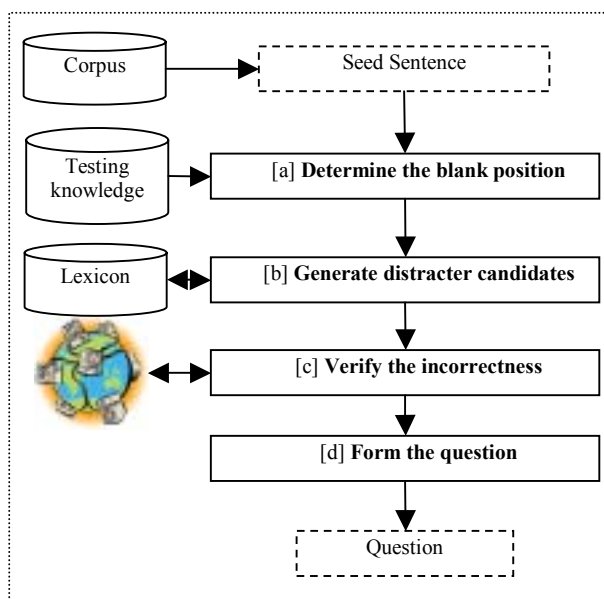 Corpus
Seed Sentence
Testing
knowledge
[a] Determine the blank position
Lexicon
[b] Generate distracter candidates
[c] Verify the incorrectness
[d] Form the question
Question